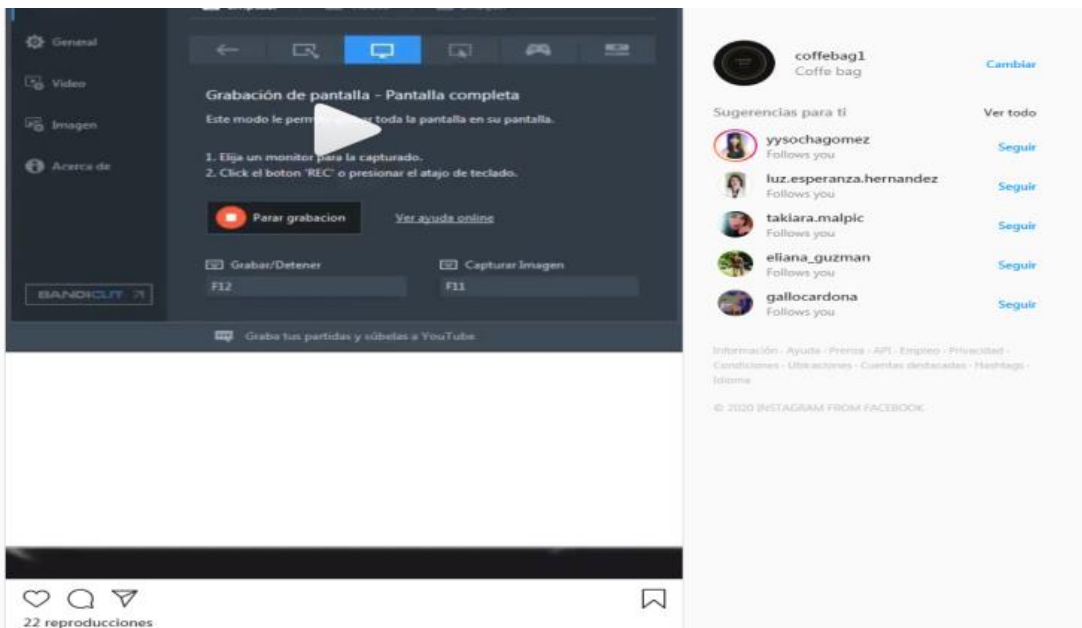 General
Video
Imagen
Acerca de
BANDICUT
Grabación de pantalla - Pantalla completa
Este modo le toda la pantalla en su pantalla.
1. Elija un monitor para la capturado.
2. Click el boton 'REC' o presionar el atajo de teclado.
Parar grabacion
Ver ayuda online
Grabar/Detener
Capturar Imagen
F12
F11
Graba tus partidas y súbelas a YouTube
22 reproducciones
coffebag1
Coffe bag
Cambiar
Sugerencias para ti
Ver todo
yysochagomez
Follows you
Seguir
luz.esperanza.hernandez
Follows you
Seguir
takiara.malpic
Follows you
Seguir
eliana_guzman
Follows you
Seguir
gallocardona
Follows you
Seguir
Información · Ayuda · Prensa · API · Empleo · Privacidad ·
Condiciones · Ubicaciones · Cuentas destacadas · Hashtags ·
Idioma
© 2020 INSTAGRAM FROM FACEBOOK